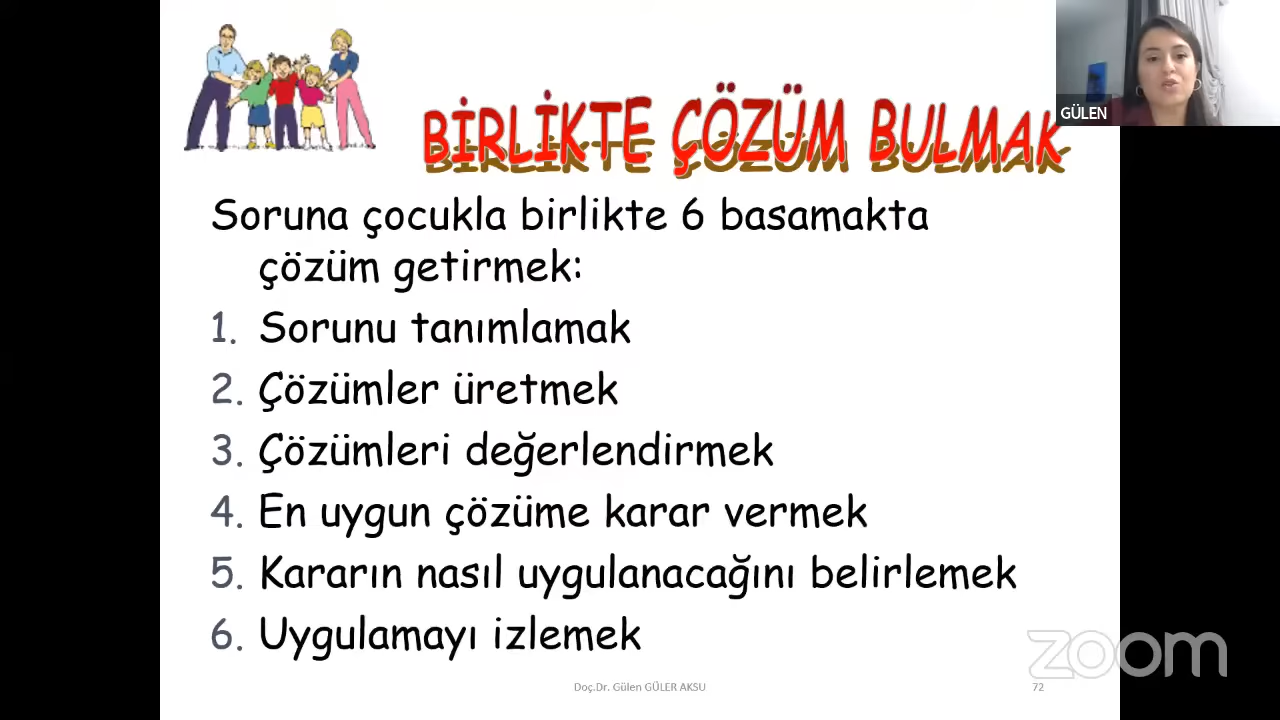 BİRLİKTE ÇÖZÜM BULMAK
GÜLEN
Soruna çocukla birlikte 6 basamakta
çözüm getirmek:
1. Sorunu tanımlamak
2. Çözümler üretmek
3. Çözümleri değerlendirmek
4. En uygun çözüme karar vermek
5. Kararın nasıl uygulanacağını belirlemek
6. Uygulamayı izlemek
zoom
Doç.Dr. Gülen GÜLER AKSU
72